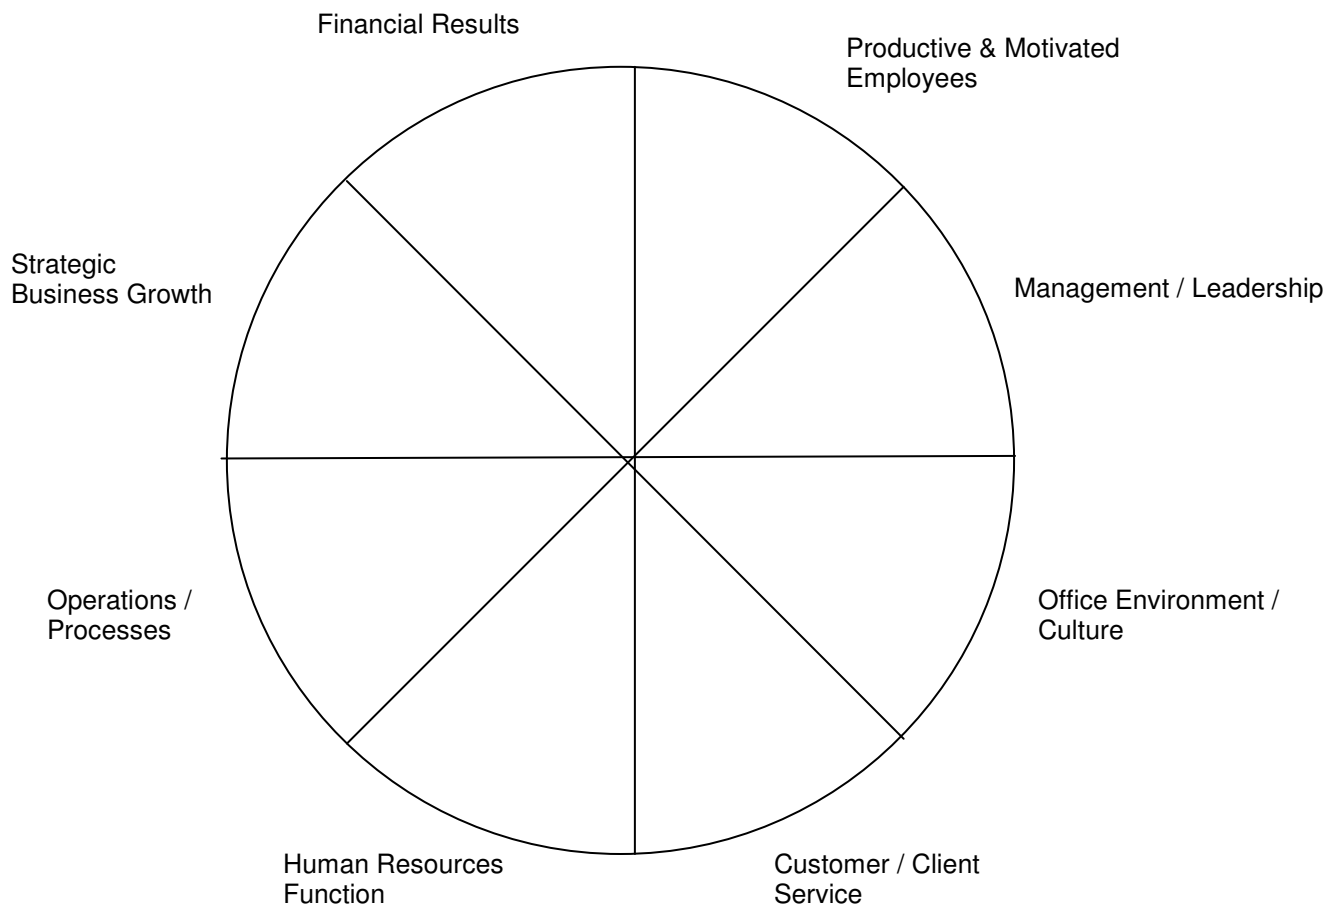 Financial Results
Productive & Motivated
Employees
Strategic
Business Growth
Management / Leadership
Operations /
Processes
Office Environment /
Culture
Human Resources
Function
Customer / Client
Service